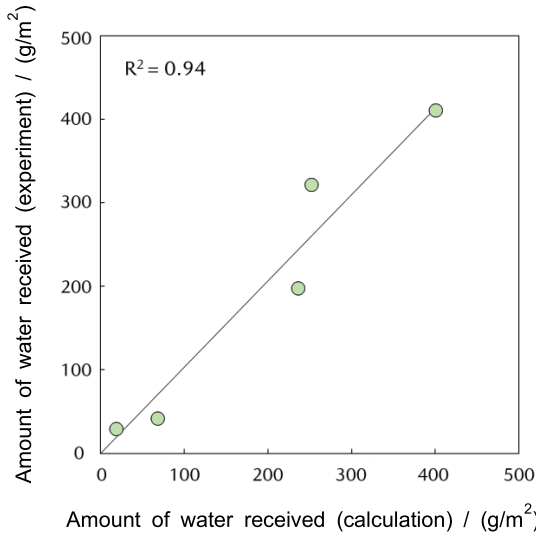 Amount of water received (experiment) / (g/m²)
500
R² = 0.94
400
300
200
100
0
0 100 200 300 400 500
Amount of water received (calculation) / (g/m²)